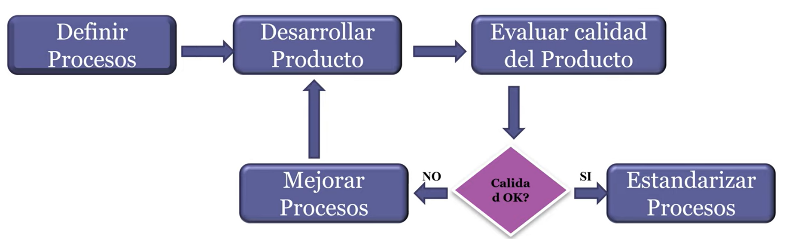 Definir
Procesos
Desarrollar
Producto
Evaluar calidad
del Producto
Mejorar
Procesos
NO
Calida
d OK?
SI
Estandarizar
Procesos